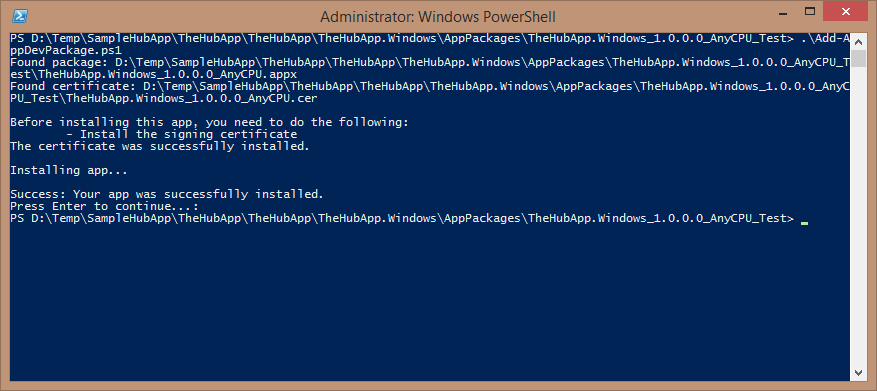 Administrator: Windows PowerShell
PS D:\Temp\SampleHubApp\TheHubApp\TheHubApp\TheHubApp.Windows\AppPackages\TheHubApp.Windows_1.0.0.0_AnyCPU_Test> .\Add-A
ppDevPackage.ps1
Found package: D:\Temp\SampleHubApp\TheHubApp\TheHubApp\TheHubApp.Windows\AppPackages\TheHubApp.Windows_1.0.0.0_AnyCPU_T
est\TheHubApp.Windows_1.0.0.0_AnyCPU.appx
Found certificate: D:\Temp\SampleHubApp\TheHubApp\TheHubApp\TheHubApp.Windows\AppPackages\TheHubApp.Windows_1.0.0.0_AnyC
PU_Test\TheHubApp.Windows_1.0.0.0_AnyCPU.cer
Before installing this app, you need to do the following:
- Install the signing certificate
The certificate was successfully installed.
Installing app...
Success: Your app was successfully installed.
Press Enter to continue...:
PS D:\Temp\SampleHubApp\TheHubApp\TheHubApp\TheHubApp.Windows\AppPackages\TheHubApp.Windows_1.0.0.0_AnyCPU_Test> _